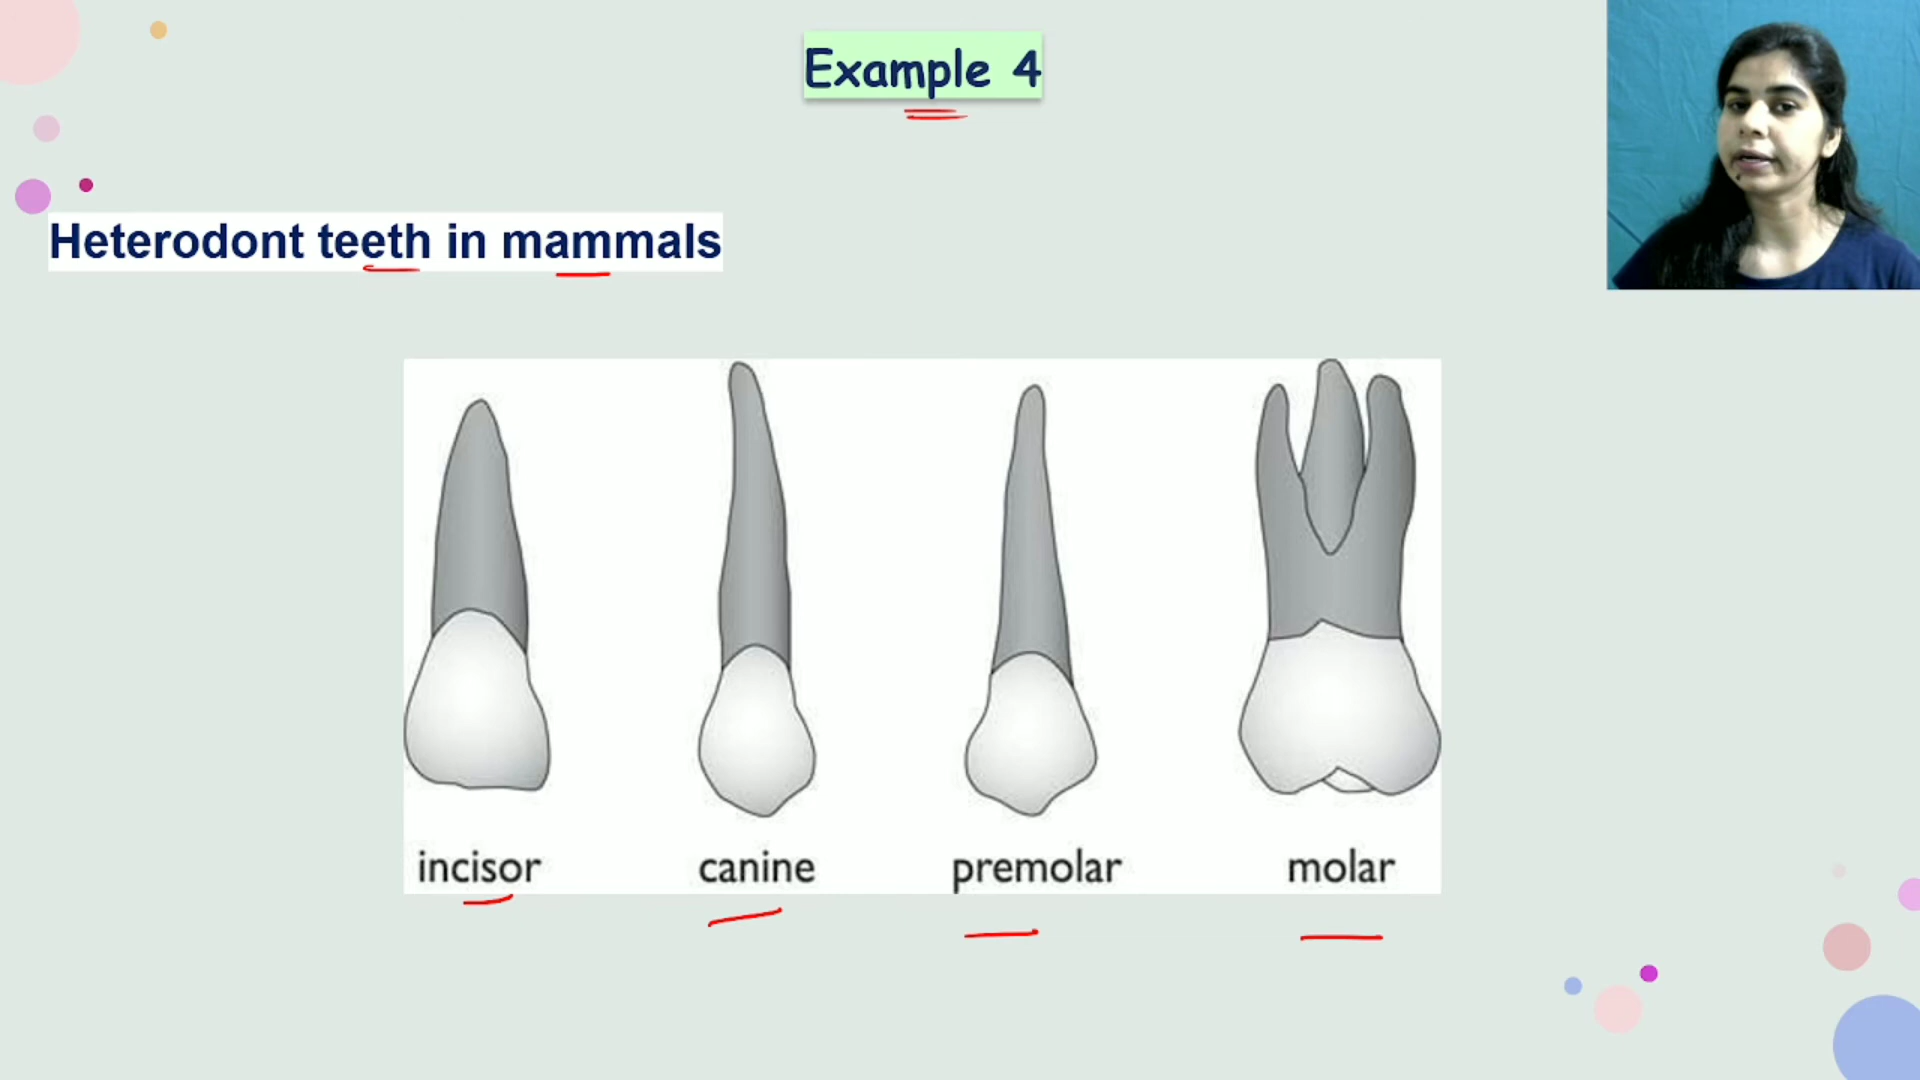 Example 4
Heterodont teeth in mammals
incisor canine premolar molar